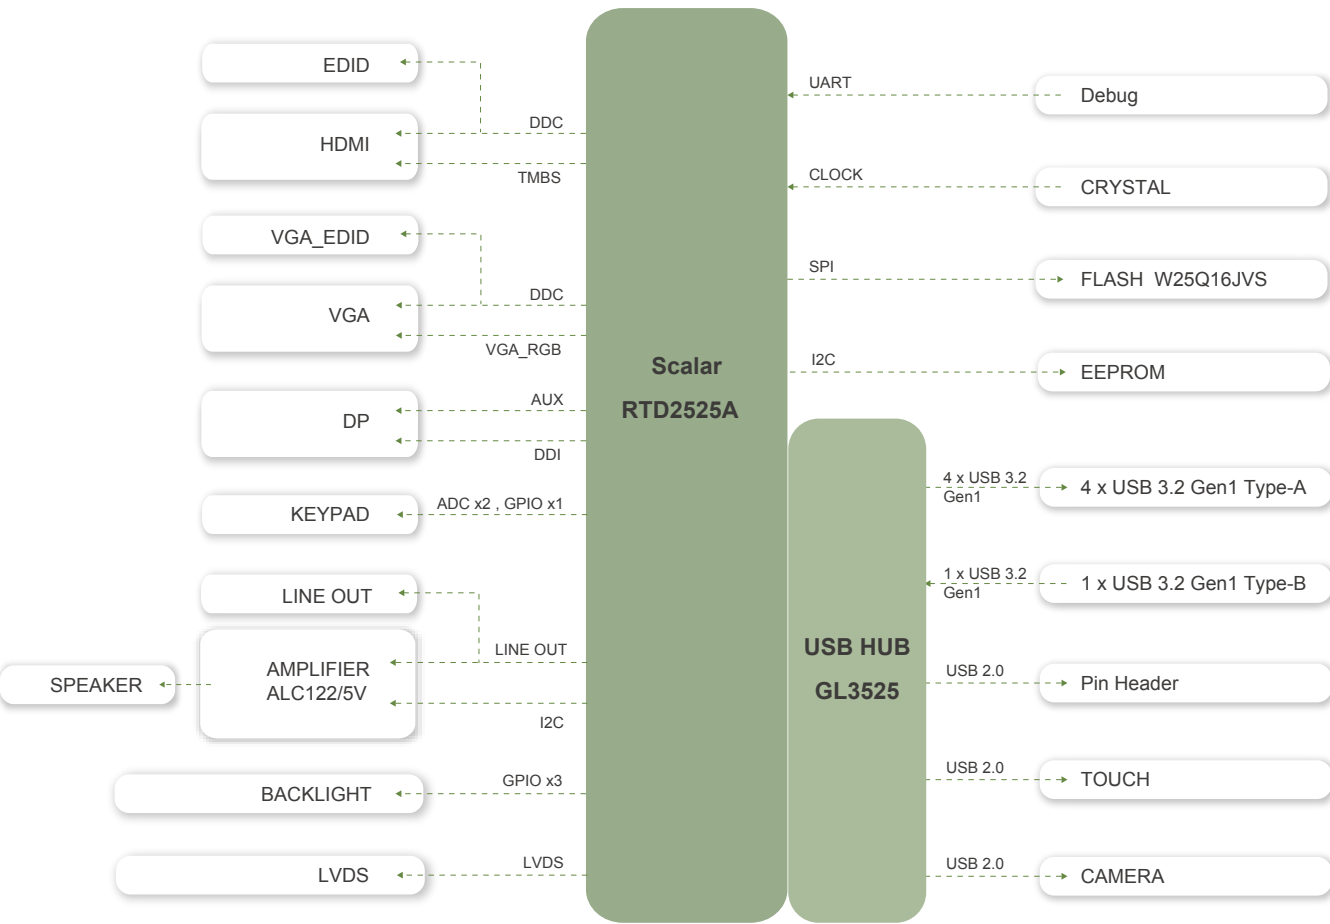 EDID
DDC
HDMI
TMBS
VGA_EDID
DDC
VGA
VGA_RGB
AUX
DP
DDI
ADC x2 , GPIO x1
KEYPAD
LINE OUT
LINE OUT
AMPLIFIER
ALC122/5V
SPEAKER
I2C
GPIO x3
BACKLIGHT
LVDS
LVDS
Scalar
RTD2525A
UART
Debug
CLOCK
CRYSTAL
SPI
FLASH W25Q16JVS
I2C
EEPROM
USB HUB
GL3525
4 x USB 3.2
Gen1
4 x USB 3.2 Gen1 Type-A
1 x USB 3.2
Gen1
1 x USB 3.2 Gen1 Type-B
USB 2.0
Pin Header
USB 2.0
TOUCH
USB 2.0
CAMERA